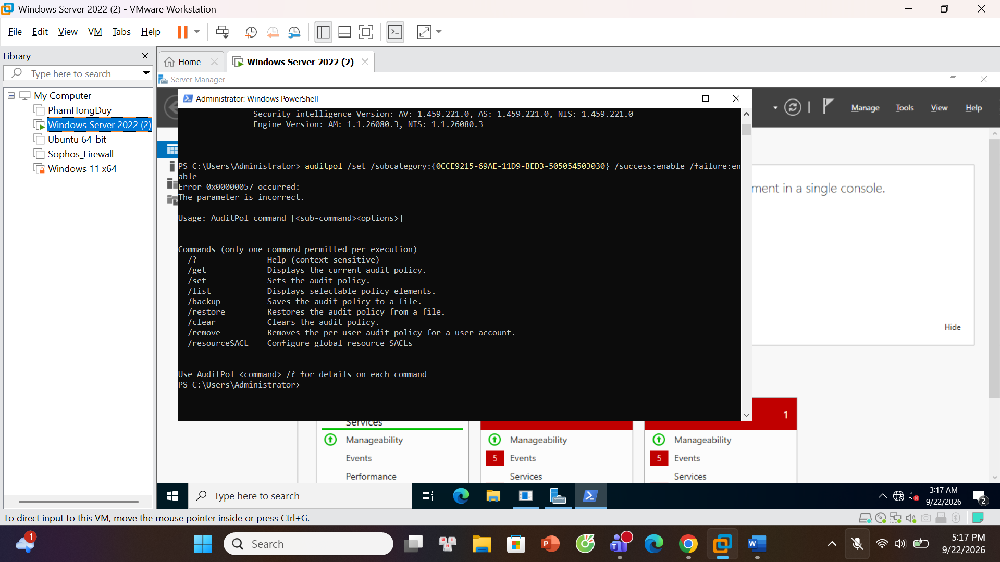 Windows Server 2022 (2) - VMware Workstation
File Edit View VM Tabs Help
Library
Type here to search
My Computer
PhamHongDuy
Windows Server 2022 (2)
Ubuntu 64-bit
Sophos_Firewall
Windows 11 x64
Home
Windows Server 2022 (2)
Server Manager
Manage Tools View Help
Administrator: Windows PowerShell
Security intelligence Version: AV: 1.459.221.0, AS: 1.459.221.0, NIS: 1.459.221.0
Engine Version: AM: 1.1.26080.3, NIS: 1.1.26080.3
PS C:\Users\Administrator> auditpol /set /subcategory:{0CCE9215-69AE-11D9-BED3-505054503030} /success:enable /failure:en
able
Error 0x00000057 occurred:
The parameter is incorrect.
Usage: AuditPol command [<sub-command><options>]
Commands (only one command permitted per execution)
/? Help (context-sensitive)
/get Displays the current audit policy.
/set Sets the audit policy.
/list Displays selectable policy elements.
/backup Saves the audit policy to a file.
/restore Restores the audit policy from a file.
/clear Clears the audit policy.
/remove Removes the per-user audit policy for a user account.
/resourceSACL Configure global resource SACLs
Use AuditPol <command> /? for details on each command
PS C:\Users\Administrator>
ment in a single console.
Hide
1
Services
Manageability
Events
Performance
Manageability
5 Events
Services
Manageability
5 Events
Services
Type here to search
3:17 AM
9/22/2026
2
To direct input to this VM, move the mouse pointer inside or press Ctrl+G.
1
Search
5:17 PM
9/22/2026